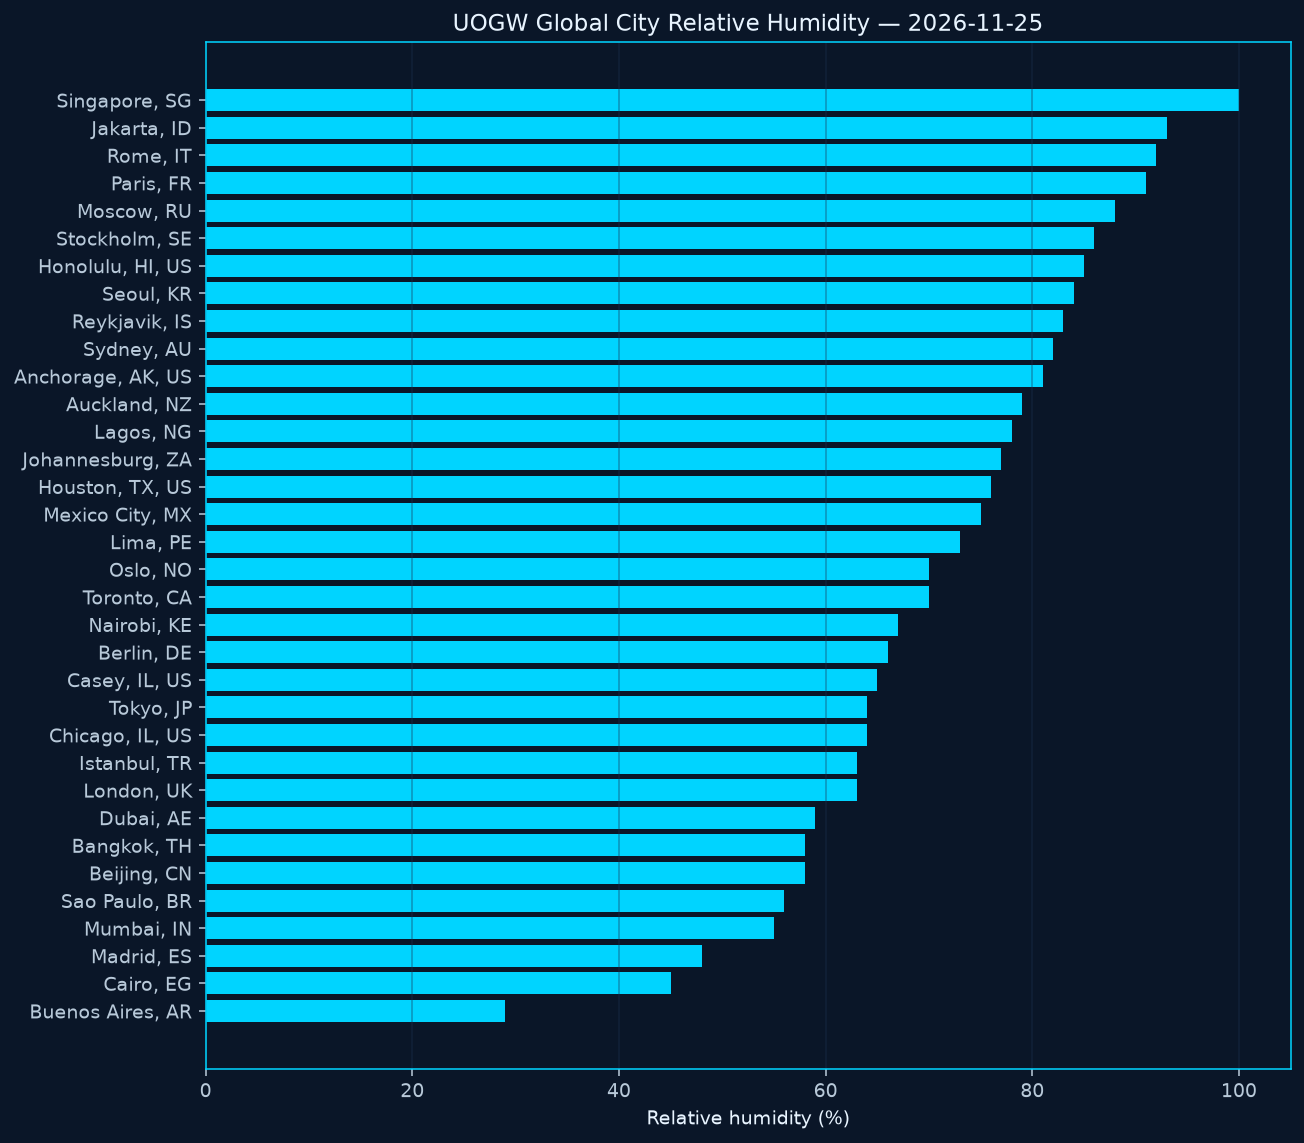 UOGW Global City Relative Humidity — 2026-11-25
Singapore, SG
Jakarta, ID
Rome, IT
Paris, FR
Moscow, RU
Stockholm, SE
Honolulu, HI, US
Seoul, KR
Reykjavik, IS
Sydney, AU
Anchorage, AK, US
Auckland, NZ
Lagos, NG
Johannesburg, ZA
Houston, TX, US
Mexico City, MX
Lima, PE
Oslo, NO
Toronto, CA
Nairobi, KE
Berlin, DE
Casey, IL, US
Tokyo, JP
Chicago, IL, US
Istanbul, TR
London, UK
Dubai, AE
Bangkok, TH
Beijing, CN
Sao Paulo, BR
Mumbai, IN
Madrid, ES
Cairo, EG
Buenos Aires, AR
0 20 40 60 80 100
Relative humidity (%)